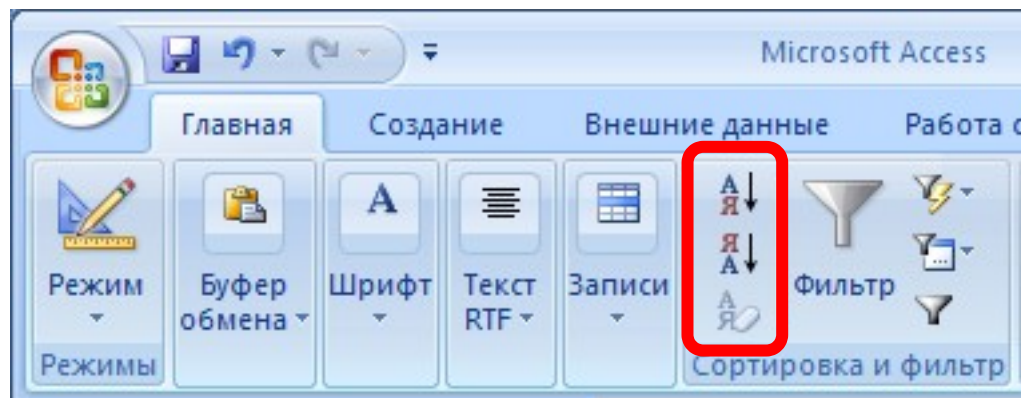 Microsoft Access
Главная Создание Внешние данные Работа с
Режим Буфер обмена Шрифт Текст RTF Записи Фильтр
А
Я
Я
А
А
Я
Режимы Сортировка и фильтр